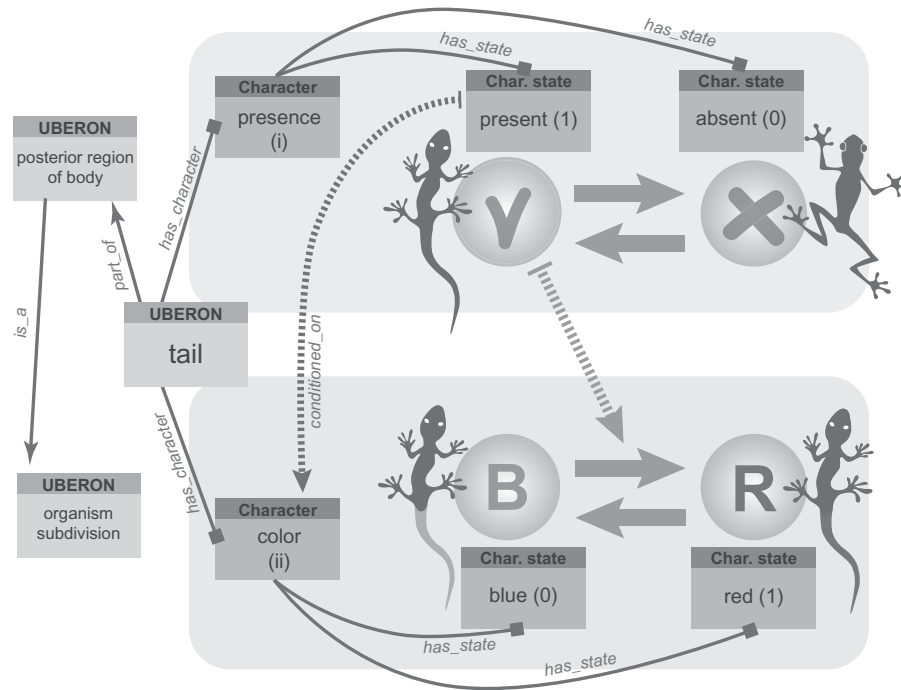 has_state
has_state
Character
presence
(i)
Char. state
present (1)
Char. state
absent (0)
UBERON
posterior region
of body
has_character
part_of
is_a
UBERON
tail
conditioned_on
has_character
UBERON
organism
subdivision
Character
color
(ii)
B
R
Char. state
blue (0)
Char. state
red (1)
has_state
has_state